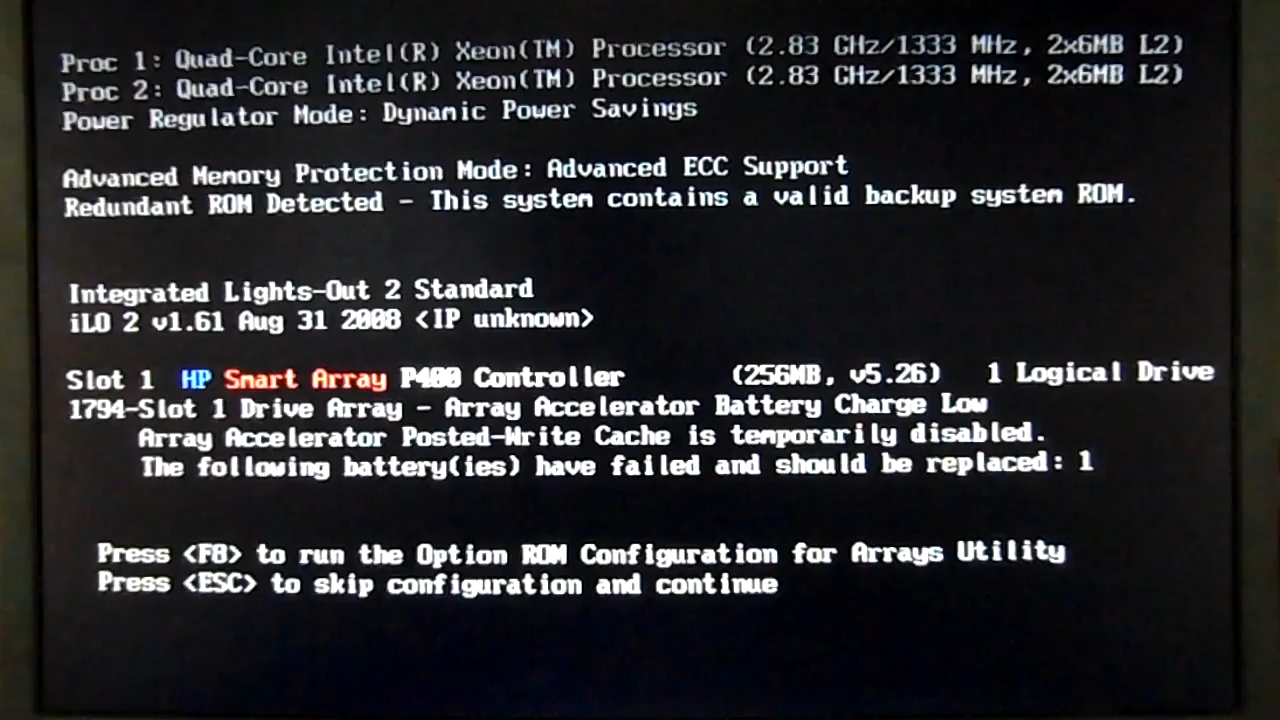 Proc 1: Quad-Core Intel(R) Xeon(TM) Processor (2.83 GHz/1333 MHz, 2x6MB L2)
Proc 2: Quad-Core Intel(R) Xeon(TM) Processor (2.83 GHz/1333 MHz, 2x6MB L2)
Power Regulator Mode: Dynamic Power Savings
Advanced Memory Protection Mode: Advanced ECC Support
Redundant ROM Detected - This system contains a valid backup system ROM.
Integrated Lights-Out 2 Standard
iLO 2 v1.61 Aug 31 2008 <IP unknown>
Slot 1 HP Smart Array P400 Controller (256MB, v5.26) 1 Logical Drive
1794-Slot 1 Drive Array - Array Accelerator Battery Charge Low
Array Accelerator Posted-Write Cache is temporarily disabled.
The following battery(ies) have failed and should be replaced: 1
Press <F8> to run the Option ROM Configuration for Arrays Utility
Press <ESC> to skip configuration and continue